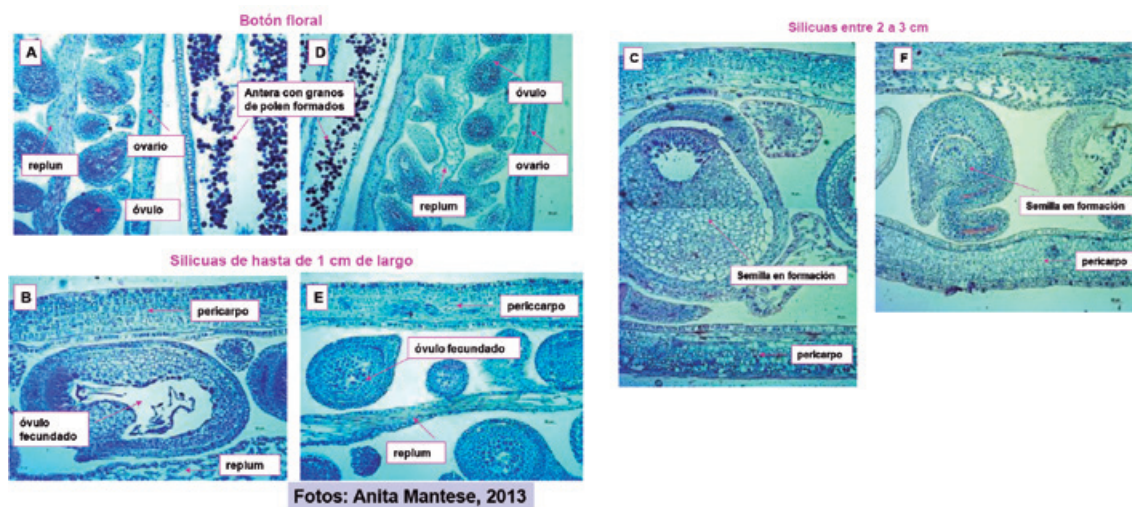 Botón floral
A
D
Antera con granos
de polen formados
óvulo
ovario
replun
ovario
óvulo
replum
Silicuas de hasta de 1 cm de largo
B
E
pericarpo
periccarpo
óvulo fecundado
óvulo
fecundado
replum
replum
Fotos: Anita Mantese, 2013
Silicuas entre 2 a 3 cm
C
F
Semilla en formación
pericarpo
Semilla en formación
pericarpo